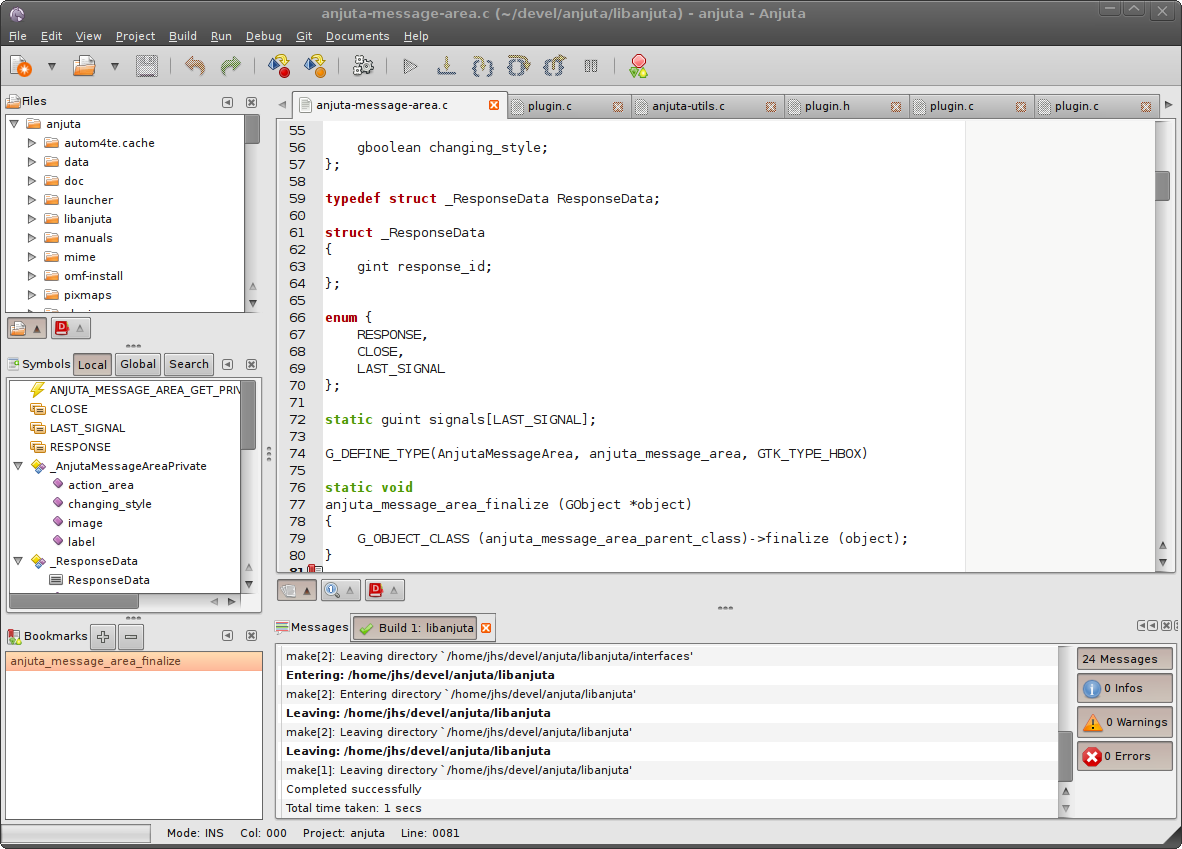 anjuta-message-area.c (~/devel/anjuta/libanjuta) - anjuta - Anjuta
File Edit View Project Build Run Debug Git Documents Help
Files
anjuta
autom4te.cache
data
doc
launcher
libanjuta
manuals
mime
omf-install
pixmaps
Symbols Local Global Search
ANJUTA_MESSAGE_AREA_GET_PRIV
CLOSE
LAST_SIGNAL
RESPONSE
_AnjutaMessageAreaPrivate
action_area
changing_style
image
label
_ResponseData
ResponseData
Bookmarks
anjuta_message_area_finalize
anjuta-message-area.c plugin.c anjuta-utils.c plugin.h plugin.c plugin.c
55
56 gboolean changing_style;
57 };
58
59 typedef struct _ResponseData ResponseData;
60
61 struct _ResponseData
62 {
63 gint response_id;
64 };
65
66 enum {
67 RESPONSE,
68 CLOSE,
69 LAST_SIGNAL
70 };
71
72 static guint signals[LAST_SIGNAL];
73
74 G_DEFINE_TYPE(AnjutaMessageArea, anjuta_message_area, GTK_TYPE_HBOX)
75
76 static void
77 anjuta_message_area_finalize (GObject *object)
78 {
79 G_OBJECT_CLASS (anjuta_message_area_parent_class)->finalize (object);
80 }
81
Messages Build 1: libanjuta
make[2]: Leaving directory `/home/jhs/devel/anjuta/libanjuta/interfaces'
Entering: /home/jhs/devel/anjuta/libanjuta
make[2]: Entering directory `/home/jhs/devel/anjuta/libanjuta'
Leaving: /home/jhs/devel/anjuta/libanjuta
make[2]: Leaving directory `/home/jhs/devel/anjuta/libanjuta'
Leaving: /home/jhs/devel/anjuta/libanjuta
make[1]: Leaving directory `/home/jhs/devel/anjuta/libanjuta'
Completed successfully
Total time taken: 1 secs
24 Messages
0 Infos
0 Warnings
0 Errors
Mode: INS Col: 000 Project: anjuta Line: 0081